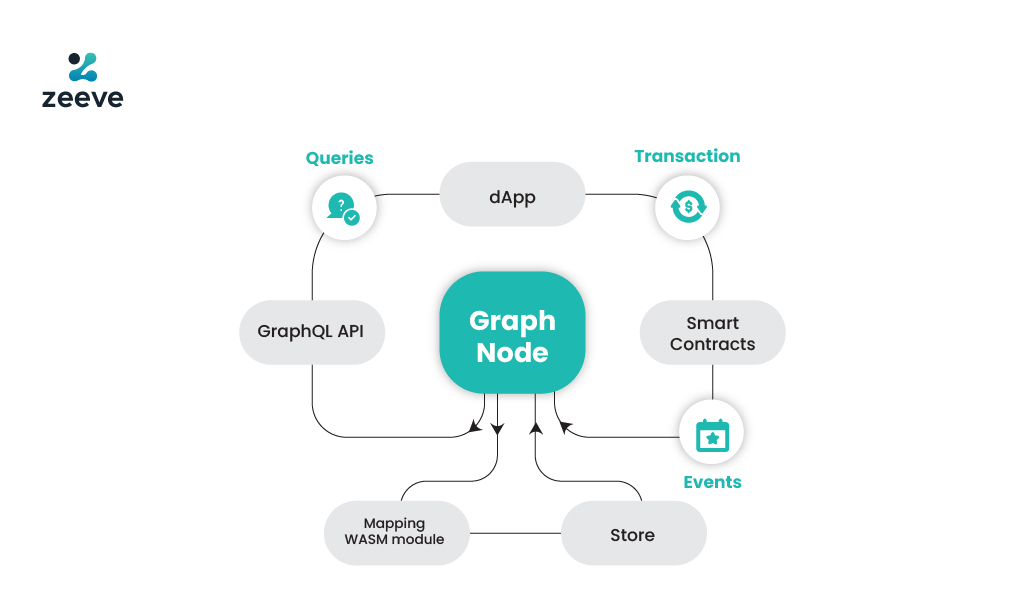 zeeve
Queries
Transaction
dApp
Graph
Node
GraphQL API
Smart
Contracts
Events
Mapping
WASM module
Store